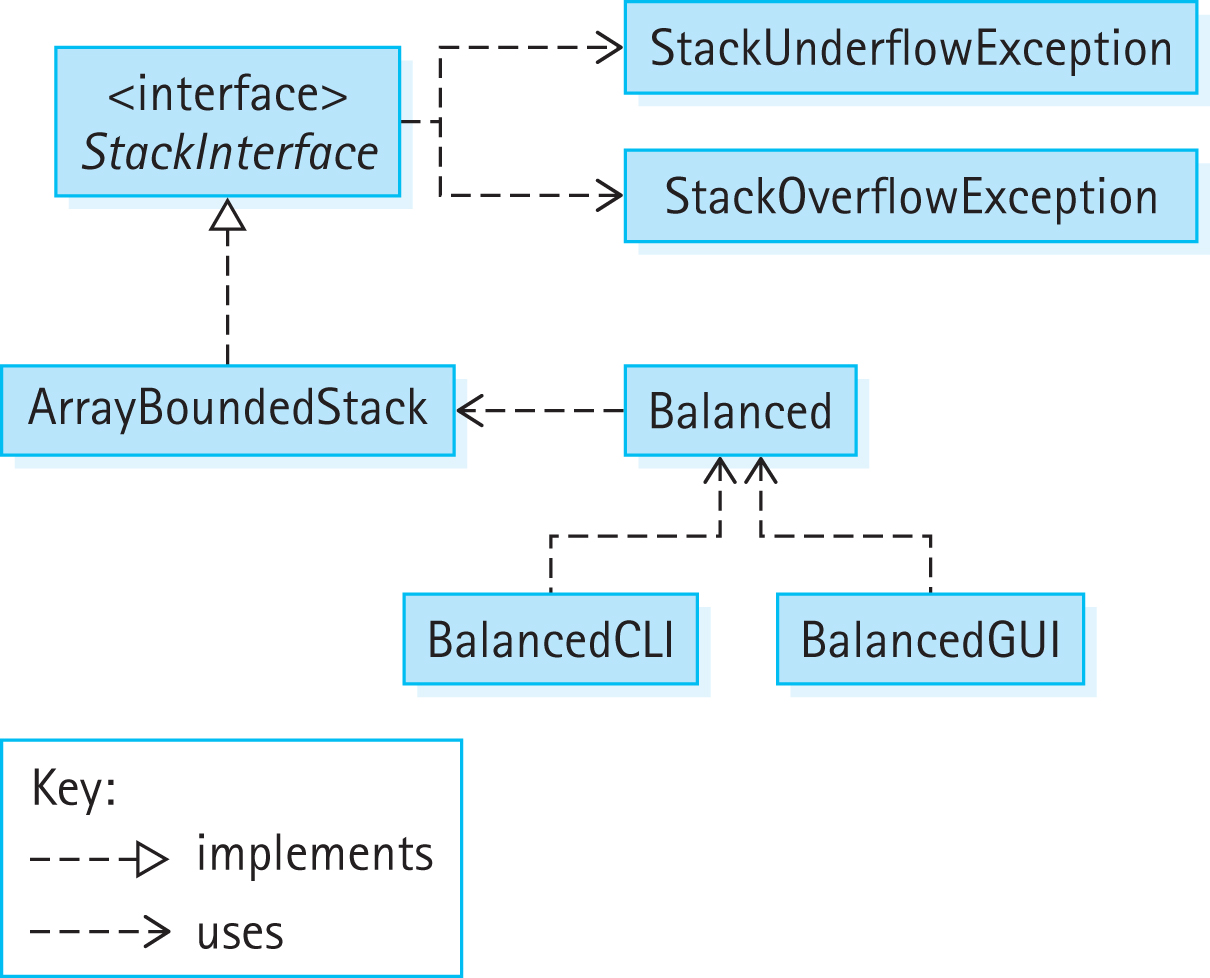 StackUnderflowException
<interface>
StackInterface
StackOverflowException
ArrayBoundedStack
Balanced
BalancedCLI
BalancedGUI
Key:
implements
uses